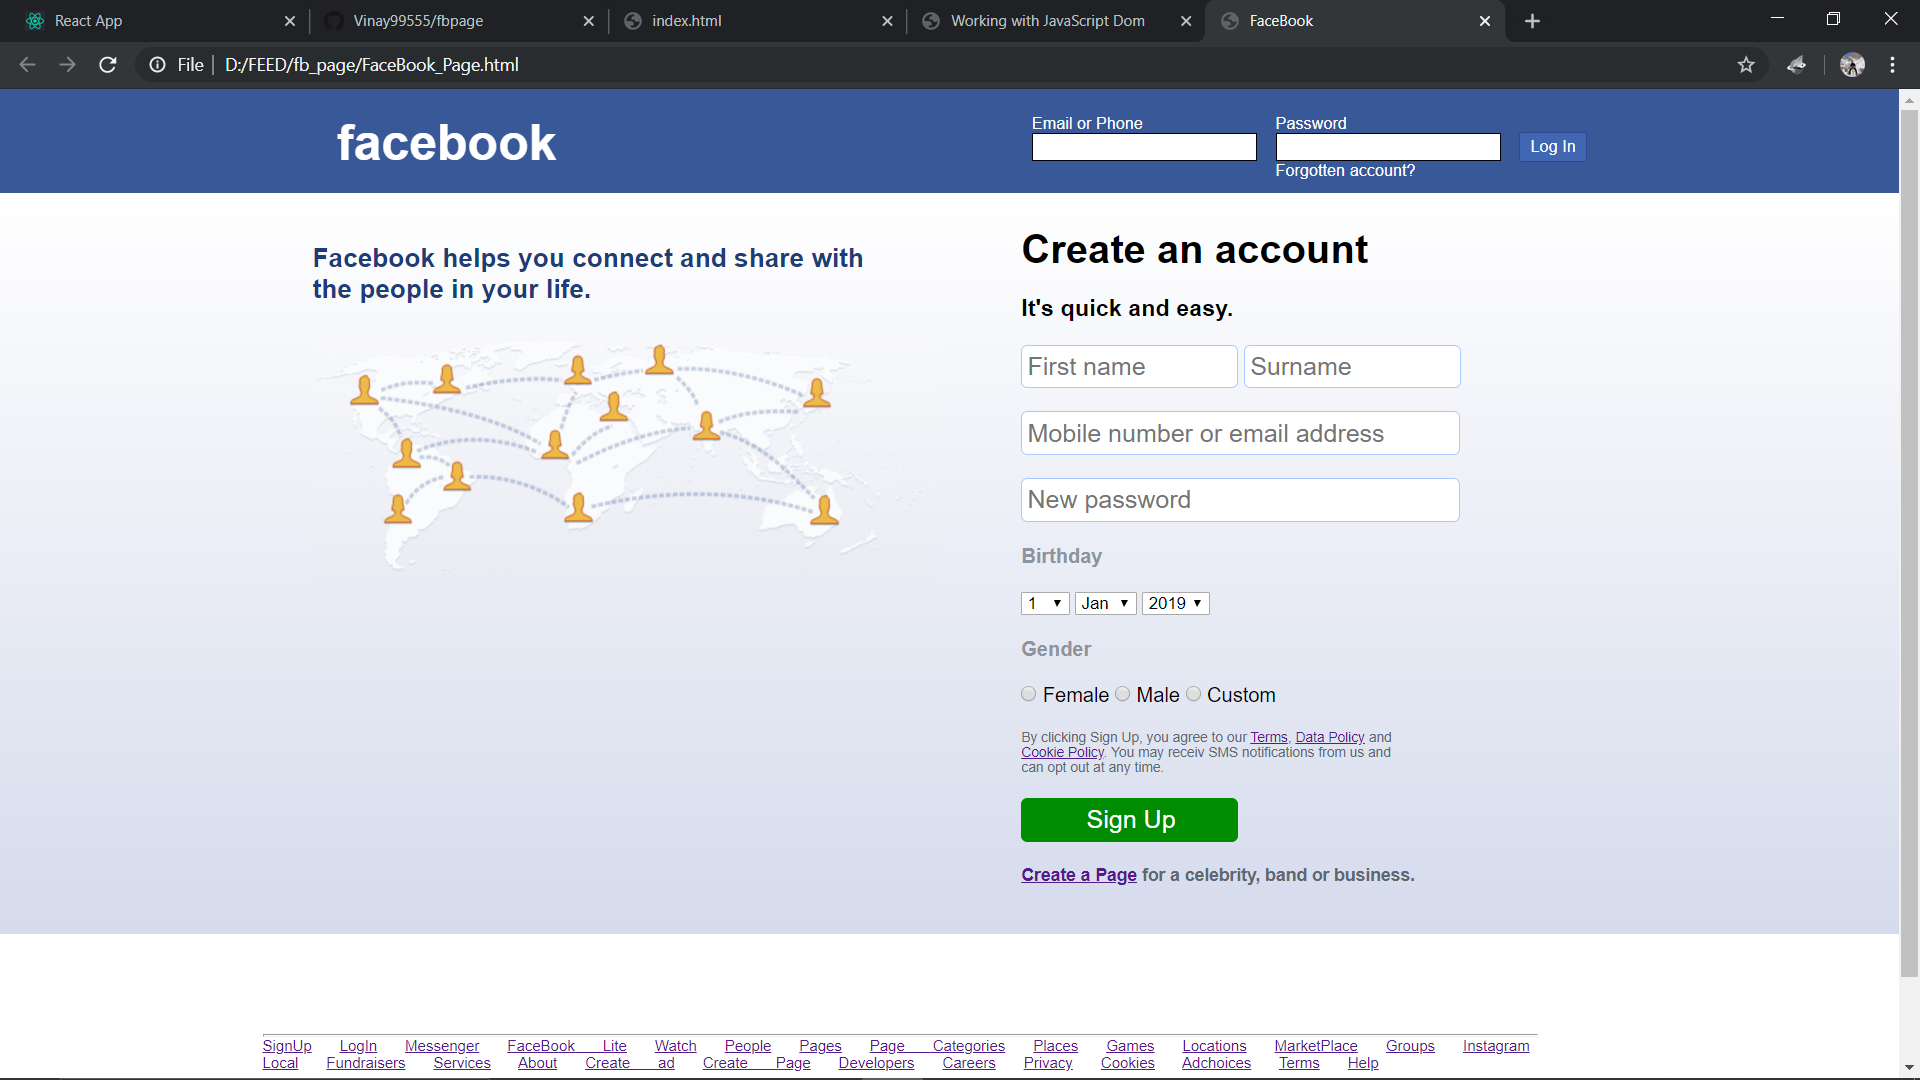 React App
Vinay99555/fbpage
index.html
Working with JavaScript Dom
FaceBook
File
D:/FEED/fb_page/FaceBook_Page.html
facebook
Email or Phone
Password
Log In
Forgotten account?
Facebook helps you connect and share with
the people in your life.
Create an account
It's quick and easy.
First name
Surname
Mobile number or email address
New password
Birthday
1 Jan 2019
Gender
Female Male Custom
By clicking Sign Up, you agree to our Terms, Data Policy and
Cookie Policy. You may receiv SMS notifications from us and
can opt out at any time.
Sign Up
Create a Page for a celebrity, band or business.
SignUp LogIn Messenger FaceBook Lite Watch People Pages Page Categories Places Games Locations MarketPlace Groups Instagram
Local Fundraisers Services About Create ad Create Page Developers Careers Privacy Cookies Adchoices Terms Help